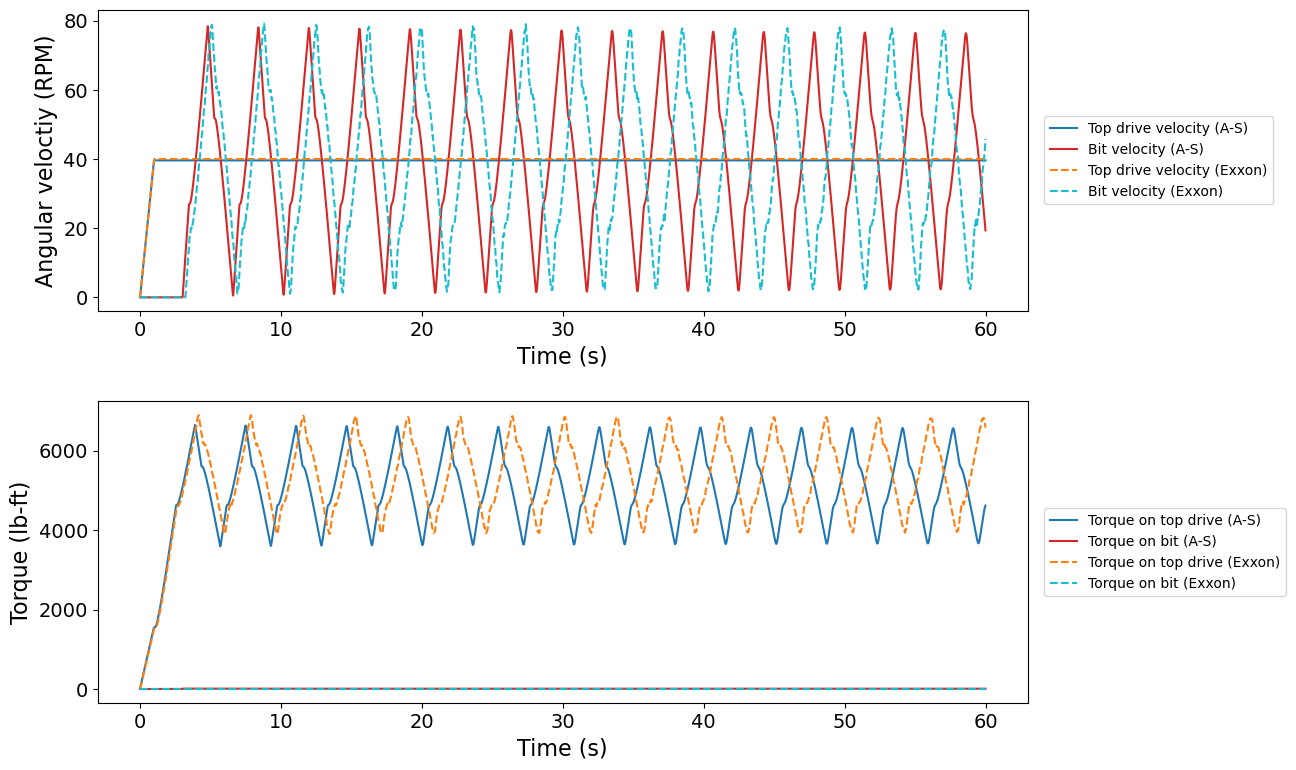 80
60
40
20
0
Angular veloctiy (RPM)
0 10 20 30 40 50 60
Time (s)
Top drive velocity (A-S)
Bit velocity (A-S)
Top drive velocity (Exxon)
Bit velocity (Exxon)
6000
4000
2000
0
Torque (lb-ft)
0 10 20 30 40 50 60
Time (s)
Torque on top drive (A-S)
Torque on bit (A-S)
Torque on top drive (Exxon)
Torque on bit (Exxon)